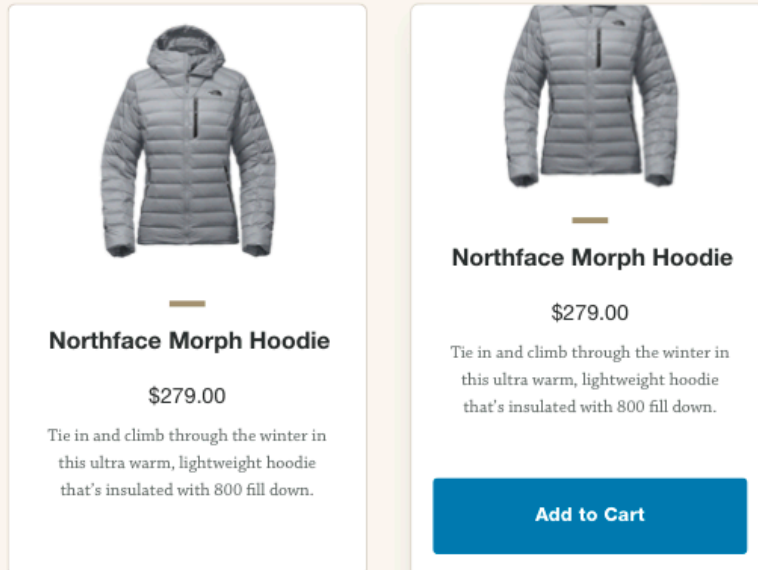 Northface Morph Hoodie
$279.00
Tie in and climb through the winter in
this ultra warm, lightweight hoodie
that's insulated with 800 fill down.
Northface Morph Hoodie
$279.00
Tie in and climb through the winter in
this ultra warm, lightweight hoodie
that's insulated with 800 fill down.
Add to Cart